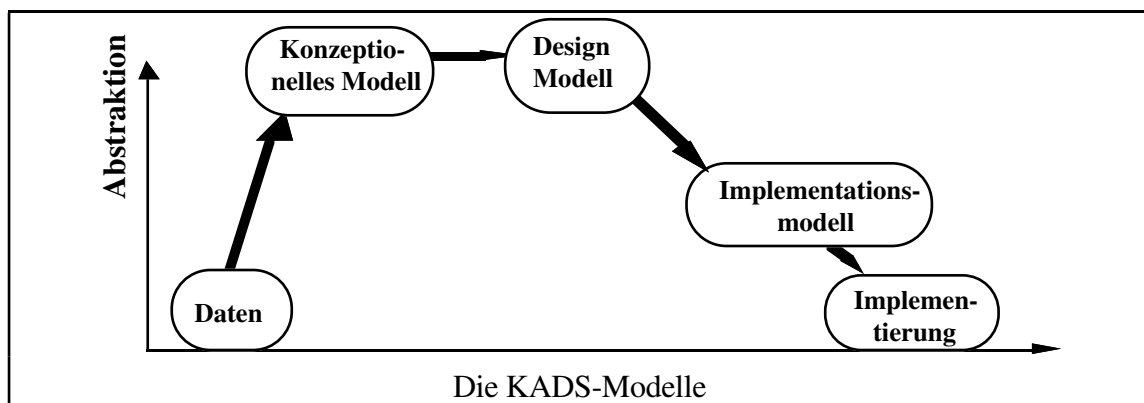 Abstraktion
Konzeptio-
nelles Modell
Design
Modell
Implementations-
modell
Daten
Implemen-
tierung
Die KADS-Modelle